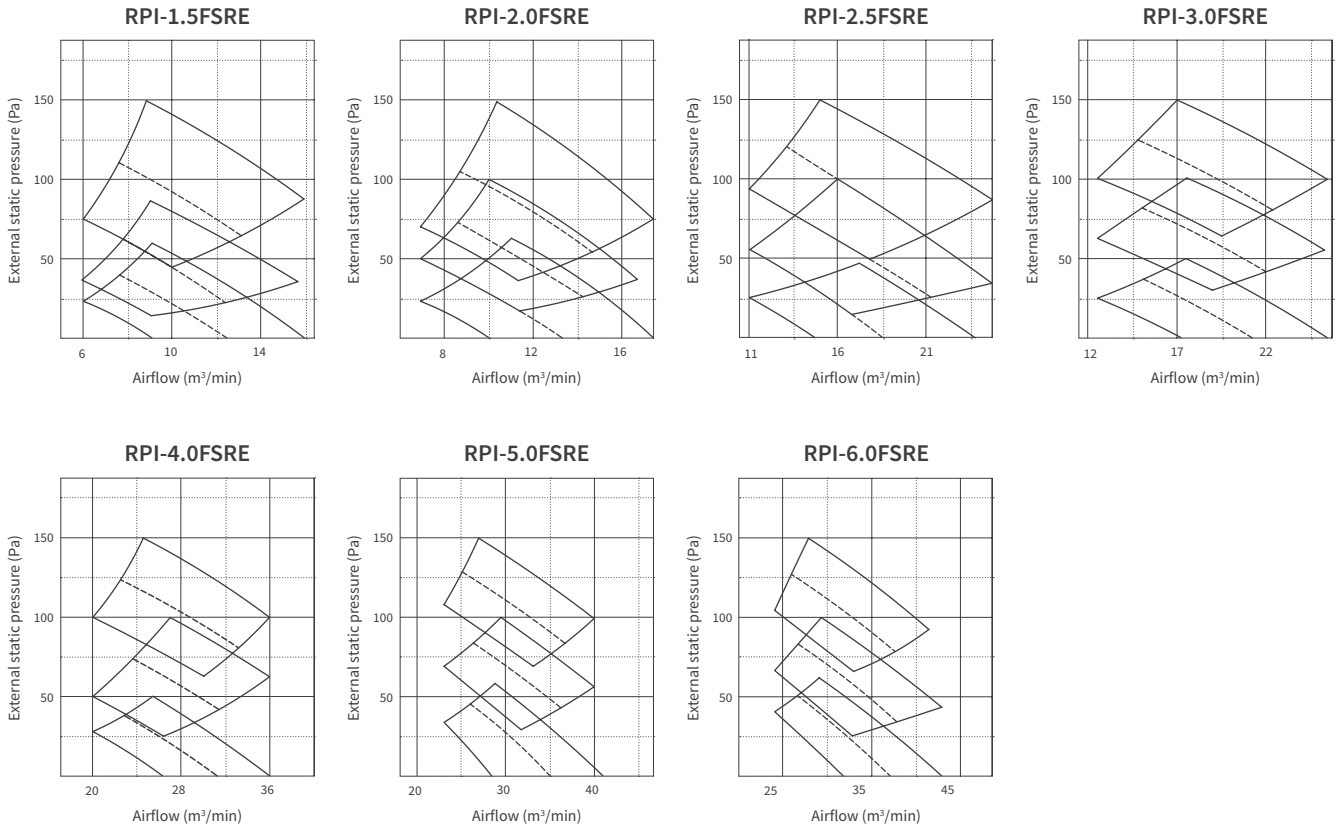 RPI-1.5FSRE
RPI-2.0FSRE
RPI-2.5FSRE
RPI-3.0FSRE
External static pressure (Pa)
150
100
50
6
10
14
Airflow (m³/min)
External static pressure (Pa)
150
100
50
8
12
16
Airflow (m³/min)
External static pressure (Pa)
150
100
50
11
16
21
Airflow (m³/min)
External static pressure (Pa)
150
100
50
12
17
22
Airflow (m³/min)
RPI-4.0FSRE
RPI-5.0FSRE
RPI-6.0FSRE
External static pressure (Pa)
150
100
50
20
28
36
Airflow (m³/min)
External static pressure (Pa)
150
100
50
20
30
40
Airflow (m³/min)
External static pressure (Pa)
150
100
50
25
35
45
Airflow (m³/min)